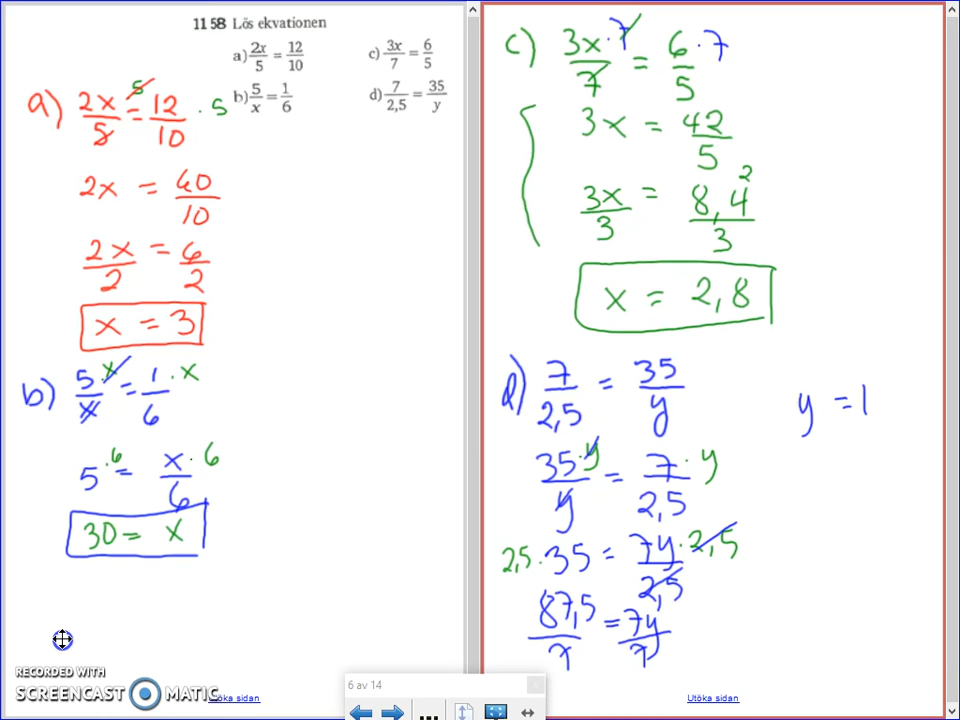 1158 Lös ekvationen
a) 2x/5 = 12/10
c) 3x/7 = 6/5
b) 5/x = 1/6
d) 7/2,5 = 35/y
a) 2x/5 · 5 = 12/10 · 5
2x = 60/10
2x/2 = 6/2
x = 3
b) 5/x · x = 1/6 · x
5 · 6 = x/6 · 6
30 = x
c) 3x/7 · 7 = 6/5 · 7
3x = 42/5
3x/3 = 8,4/3
x = 2,8
d) 7/2,5 = 35/y
y = 1
35/y · y = 7/2,5 · y
2,5 · 35 = 7y/2,5 · 2,5
87,5/7 = 7y/7
RECORDED WITH
SCREENCAST MATIC
Utöka sidan
6 av 14
Utöka sidan